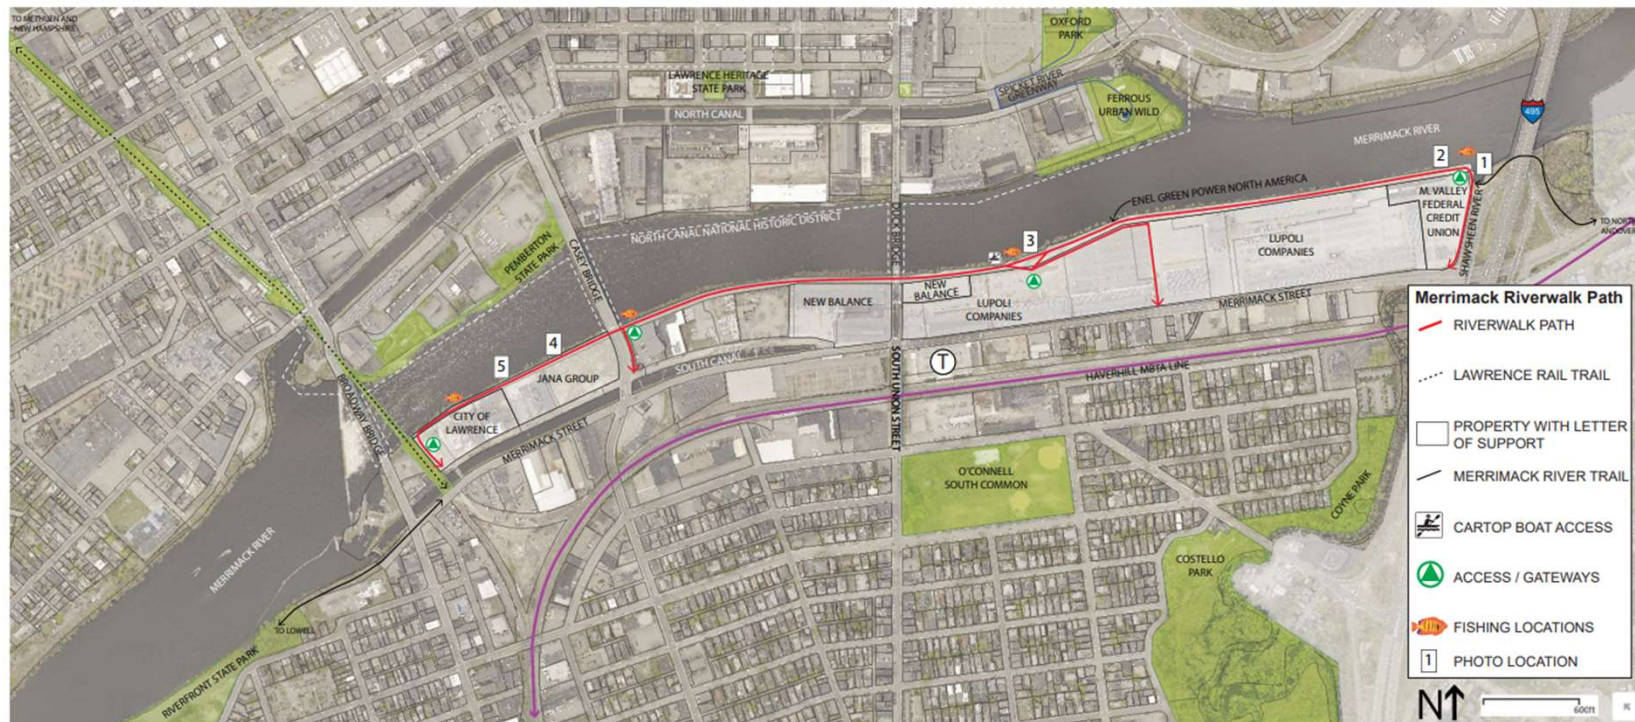 TO METHUEN AND
NEW HAMPSHIRE
OXFORD
PARK
LAWRENCE HERITAGE
STATE PARK
SPICKET RIVER
GREENWAY
FERROUS
URBAN WILD
NORTH CANAL
495
MERRIMACK RIVER
2
1
ENEL GREEN POWER NORTH AMERICA
M. VALLEY
FEDERAL
CREDIT
UNION
SHAWSHEEN RIVER
TO NORTH
ANDOVER
NORTH CANAL NATIONAL HISTORIC DISTRICT
DUCK BRIDGE
3
PEMBERTON
STATE PARK
CASEY BRIDGE
LUPOLI
COMPANIES
NEW BALANCE
NEW
BALANCE
LUPOLI
COMPANIES
MERRIMACK STREET
4
5
JANA GROUP
SOUTH CANAL
T
HAVERHILL MBTA LINE
SOUTH UNION STREET
BROADWAY BRIDGE
CITY OF
LAWRENCE
MERRIMACK STREET
O'CONNELL
SOUTH COMMON
COYNE PARK
COSTELLO
PARK
MERRIMACK RIVER
TO LOWELL
RIVERFRONT STATE PARK
Merrimack Riverwalk Path
RIVERWALK PATH
LAWRENCE RAIL TRAIL
PROPERTY WITH LETTER
OF SUPPORT
MERRIMACK RIVER TRAIL
CARTOP BOAT ACCESS
ACCESS / GATEWAYS
FISHING LOCATIONS
1 PHOTO LOCATION
N
600ft